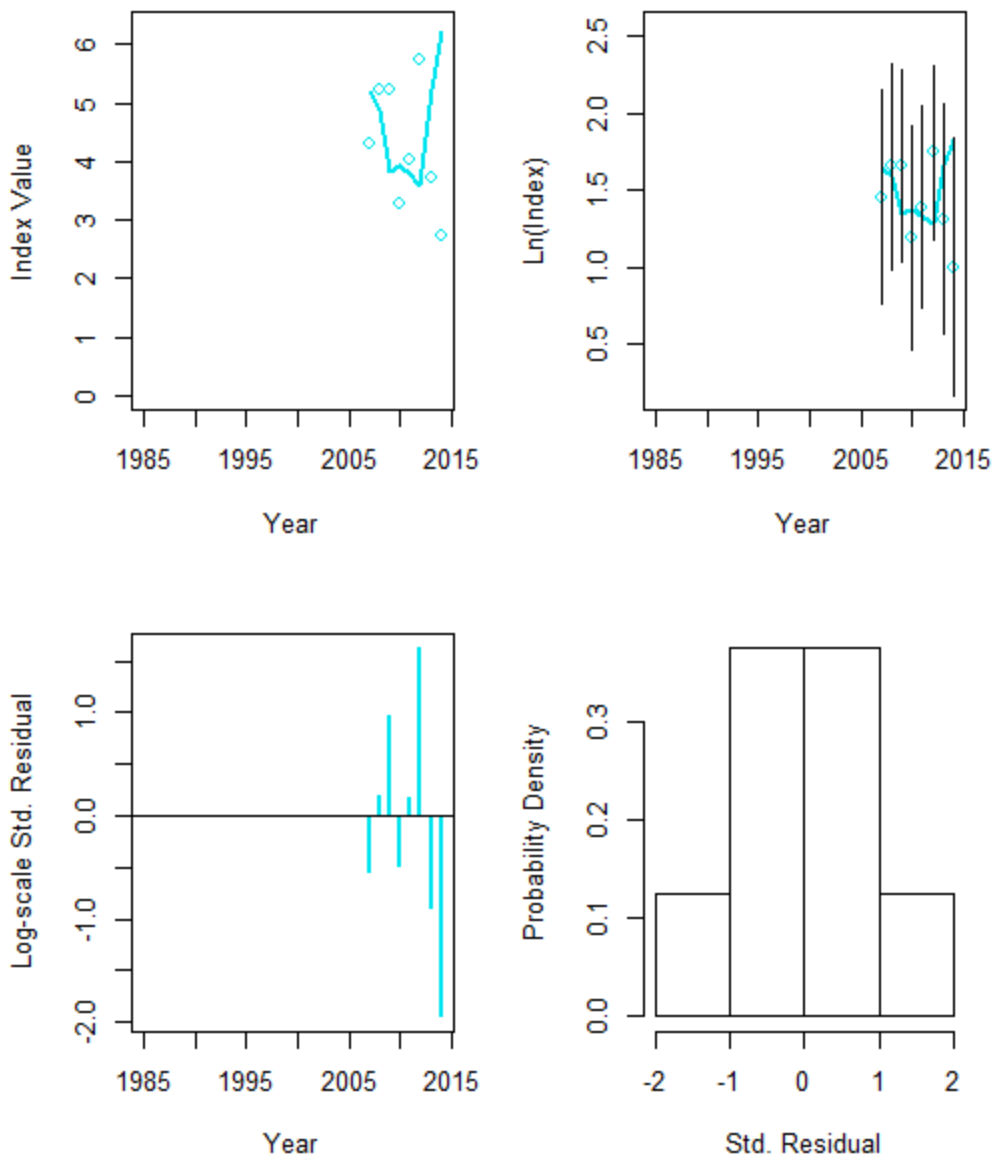 Index Value
6
5
4
3
2
1
0
1985 1995 2005 2015
Year
Ln(Index)
2.5
2.0
1.5
1.0
0.5
1985 1995 2005 2015
Year
Log-scale Std. Residual
1.0
0.0
-1.0
-2.0
1985 1995 2005 2015
Year
Probability Density
0.3
0.2
0.1
0.0
-2 -1 0 1 2
Std. Residual